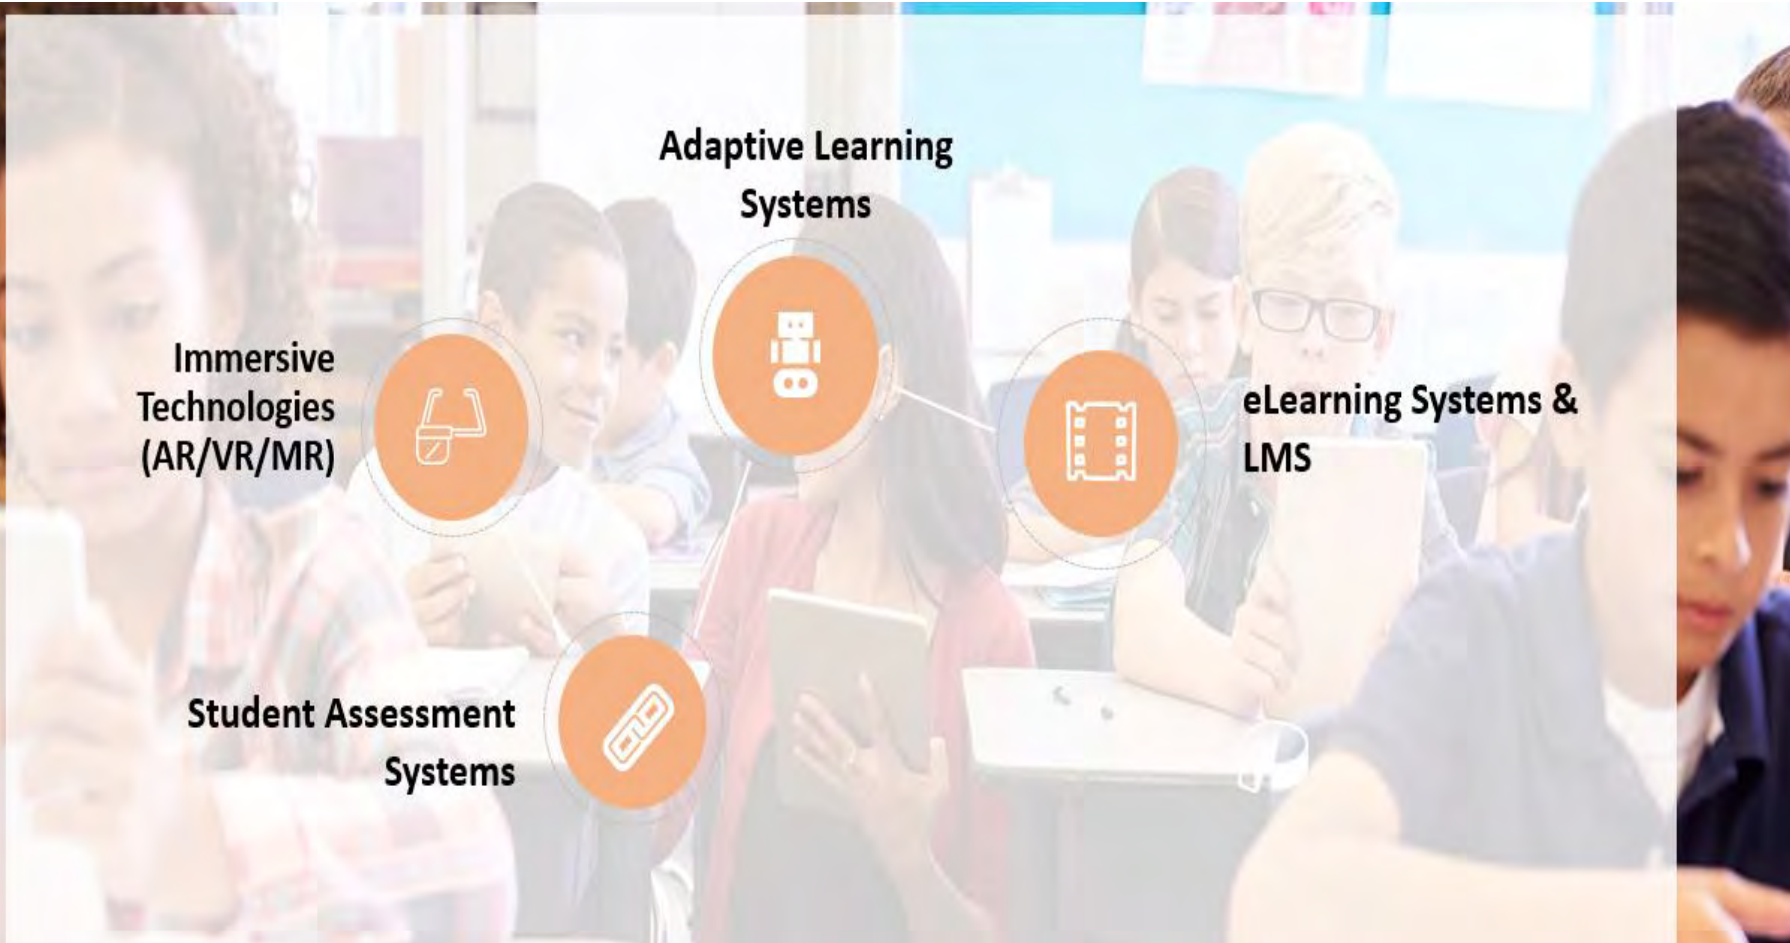 Adaptive Learning
Systems
Immersive
Technologies
(AR/VR/MR)
eLearning Systems &
LMS
Student Assessment
Systems